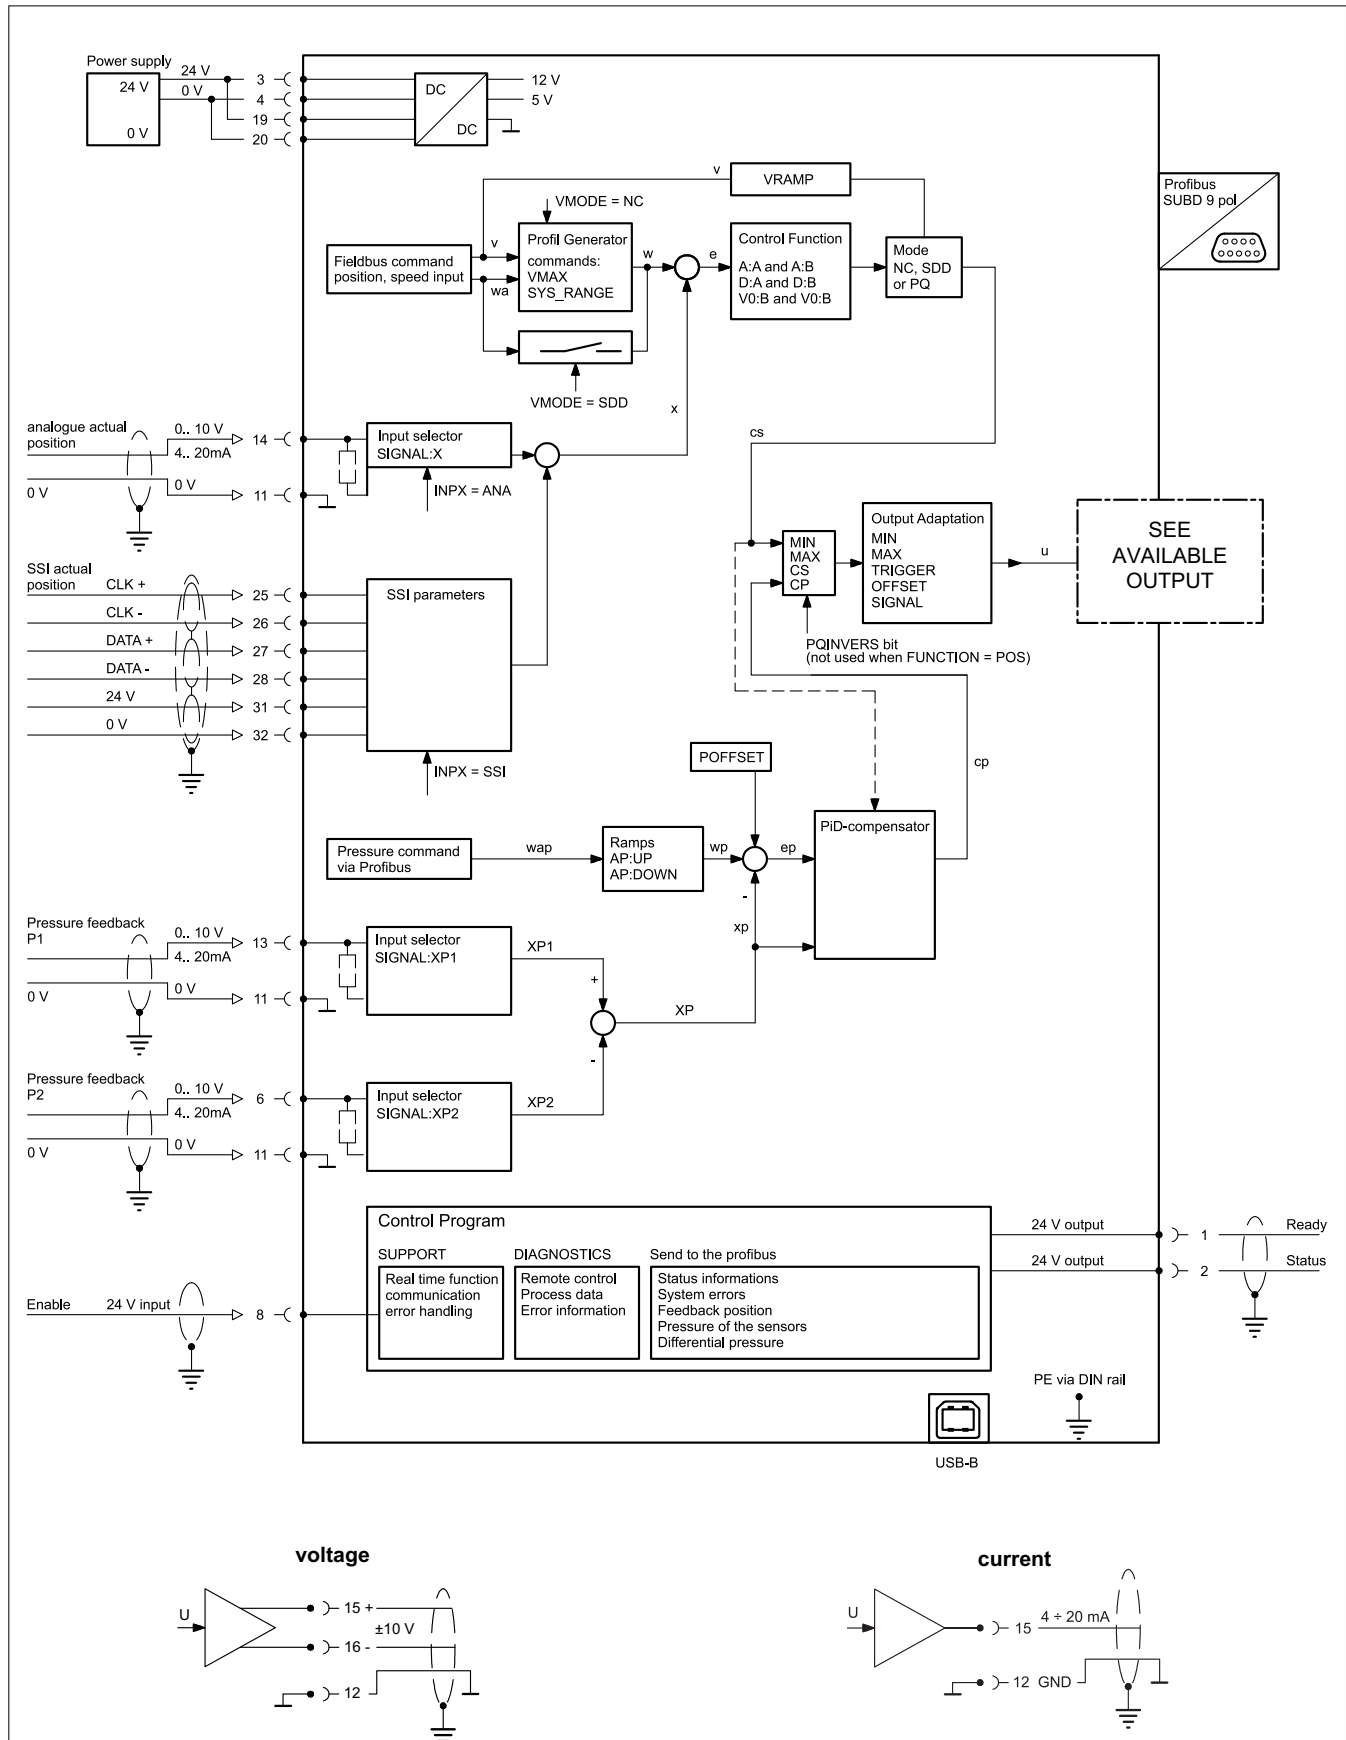 Power supply
24 V
0 V
24 V
0 V
3
4
19
20
DC
DC
12 V
5 V
Profibus
SUBD 9 pol
v
VRAMP
VMODE = NC
Fieldbus command
position, speed input
v
wa
Profil Generator
commands:
VMAX
SYS_RANGE
w
e
Control Function
A:A and A:B
D:A and D:B
V0:B and V0:B
Mode
NC, SDD
or PQ
VMODE = SDD
x
cs
analogue actual
position
0.. 10 V
4.. 20mA
14
0 V
0 V
11
Input selector
SIGNAL:X
INPX = ANA
SSI actual
position
CLK +
25
CLK -
26
DATA +
27
DATA -
28
24 V
31
0 V
32
SSI parameters
INPX = SSI
MIN
MAX
CS
CP
Output Adaptation
MIN
MAX
TRIGGER
OFFSET
SIGNAL
u
SEE
AVAILABLE
OUTPUT
PQINVERS bit
(not used when FUNCTION = POS)
POFFSET
cp
Pressure command
via Profibus
wap
Ramps
AP:UP
AP:DOWN
wp
ep
-
xp
PiD-compensator
Pressure feedback
P1
0.. 10 V
4.. 20mA
13
0 V
0 V
11
Input selector
SIGNAL:XP1
XP1
+
XP
-
Pressure feedback
P2
0.. 10 V
4.. 20mA
6
0 V
0 V
11
Input selector
SIGNAL:XP2
XP2
Control Program
SUPPORT
Real time function
communication
error handling
DIAGNOSTICS
Remote control
Process data
Error information
Send to the profibus
Status informations
System errors
Feedback position
Pressure of the sensors
Differential pressure
24 V output
1
Ready
24 V output
2
Status
Enable
24 V input
8
PE via DIN rail
USB-B
voltage
U
15 +
±10 V
16 -
12
current
U
15
4 ÷ 20 mA
12 GND